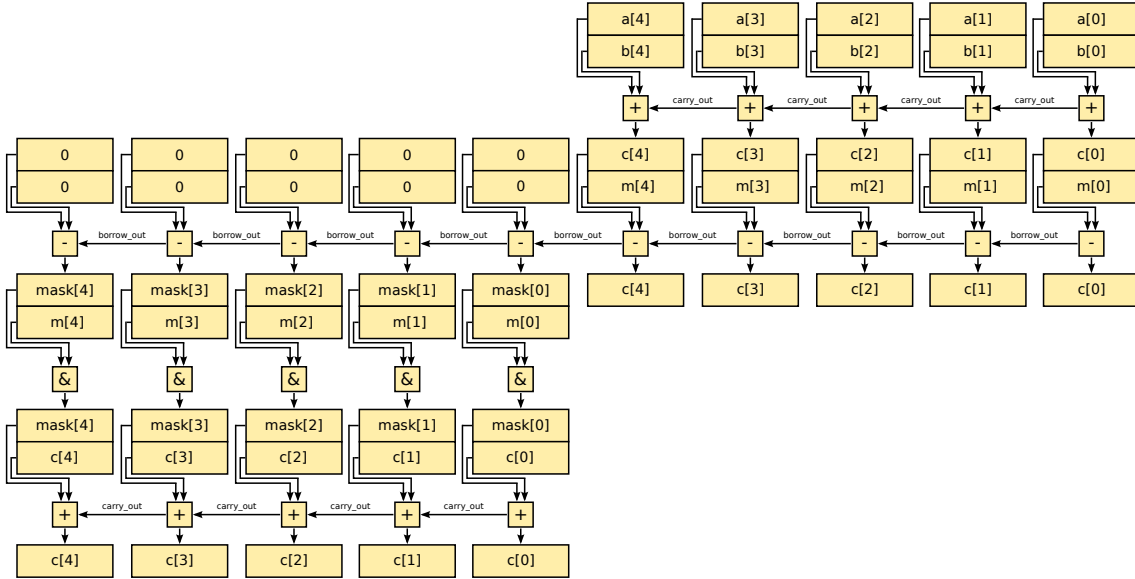 a[4] a[3] a[2] a[1] a[0]
b[4] b[3] b[2] b[1] b[0]
+ carry_out + carry_out + carry_out + carry_out +
0 0 0 0 0 c[4] c[3] c[2] c[1] c[0]
0 0 0 0 0 m[4] m[3] m[2] m[1] m[0]
- borrow_out - borrow_out - borrow_out - borrow_out - borrow_out - borrow_out - borrow_out - borrow_out - borrow_out -
mask[4] mask[3] mask[2] mask[1] mask[0] c[4] c[3] c[2] c[1] c[0]
m[4] m[3] m[2] m[1] m[0]
& & & & &
mask[4] mask[3] mask[2] mask[1] mask[0]
c[4] c[3] c[2] c[1] c[0]
+ carry_out + carry_out + carry_out + carry_out +
c[4] c[3] c[2] c[1] c[0]